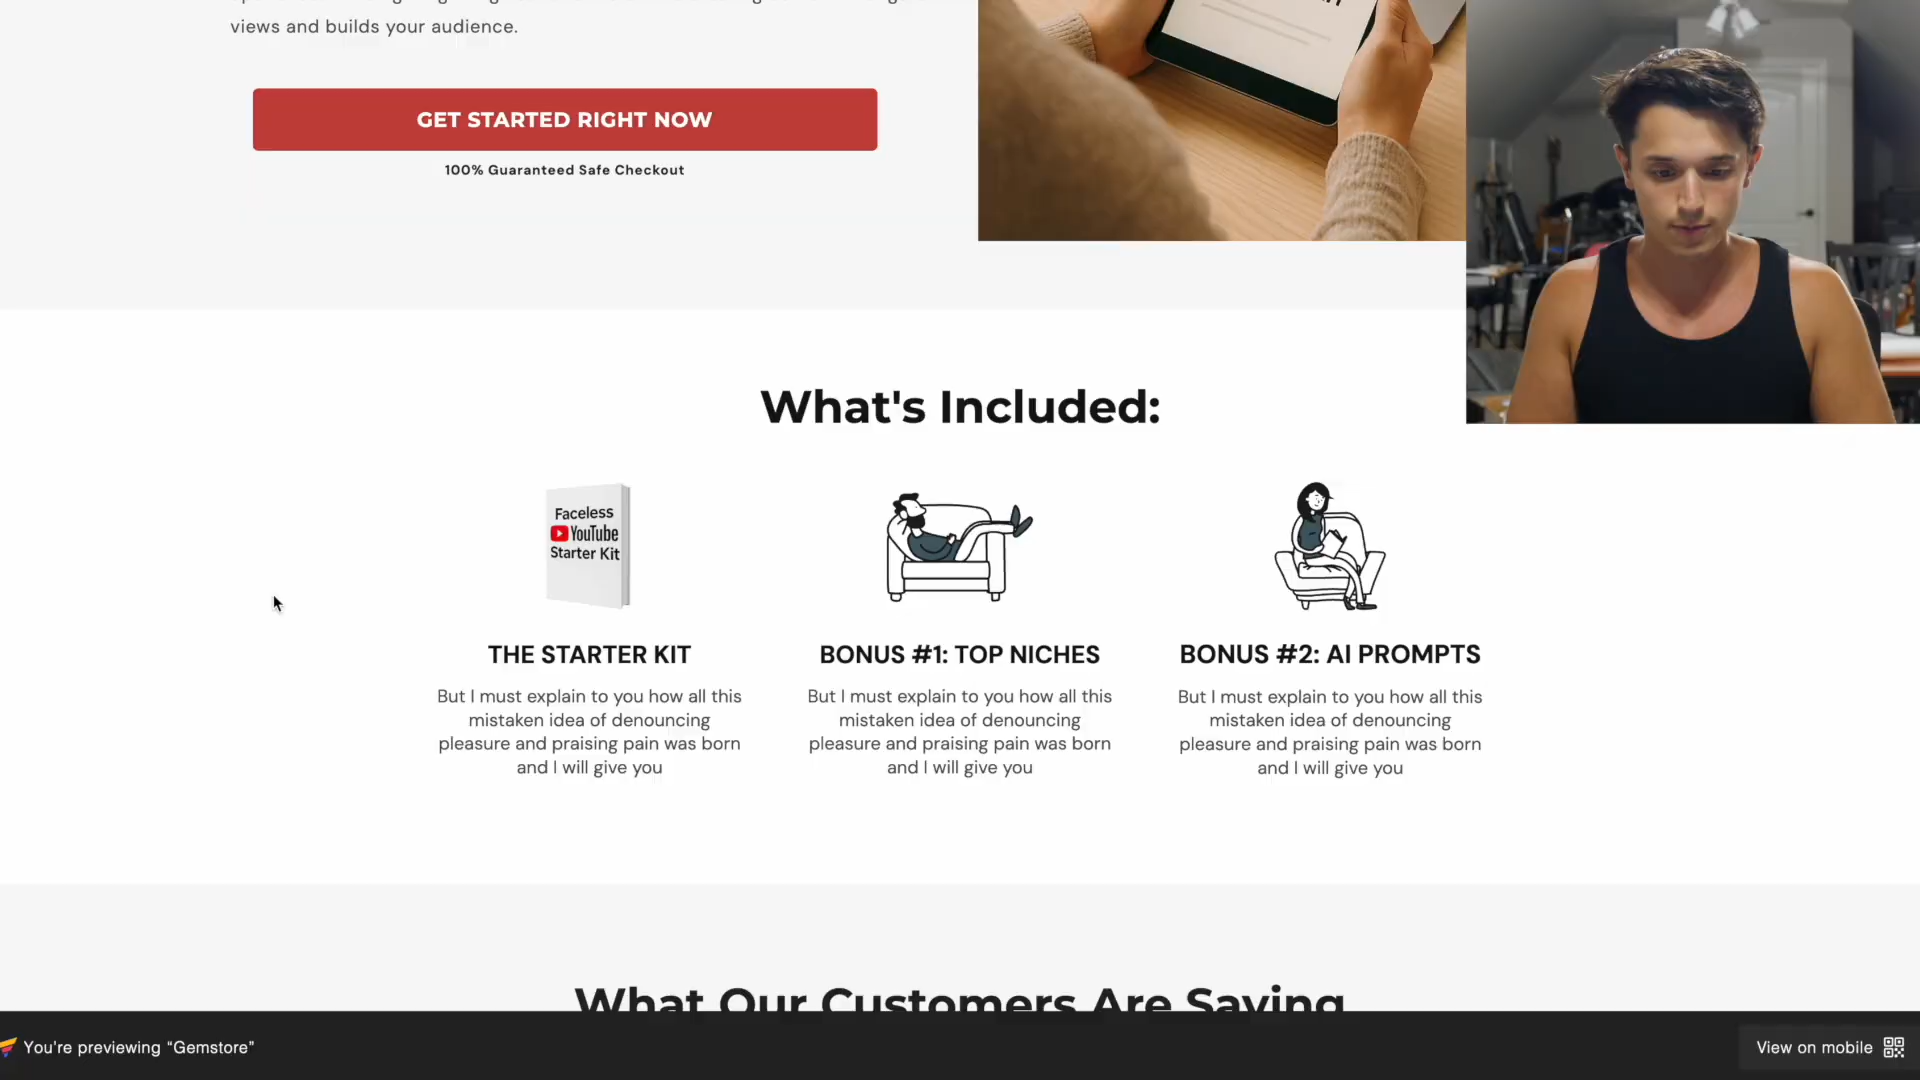 views and builds your audience.
GET STARTED RIGHT NOW
100% Guaranteed Safe Checkout
What's Included:
Faceless
YouTube
Starter Kit
THE STARTER KIT
But I must explain to you how all this
mistaken idea of denouncing
pleasure and praising pain was born
and I will give you
BONUS #1: TOP NICHES
But I must explain to you how all this
mistaken idea of denouncing
pleasure and praising pain was born
and I will give you
BONUS #2: AI PROMPTS
But I must explain to you how all this
mistaken idea of denouncing
pleasure and praising pain was born
and I will give you
What Our Customers Are Saying
You're previewing “Gemstore”
View on mobile